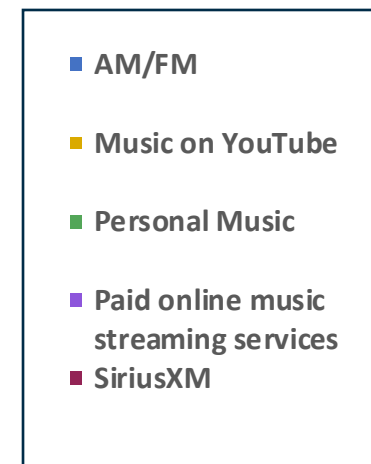 AM/FM
Music on YouTube
Personal Music
Paid online music
streaming services
SiriusXM